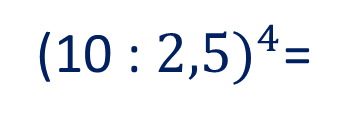 (10 : 2,5)⁴=